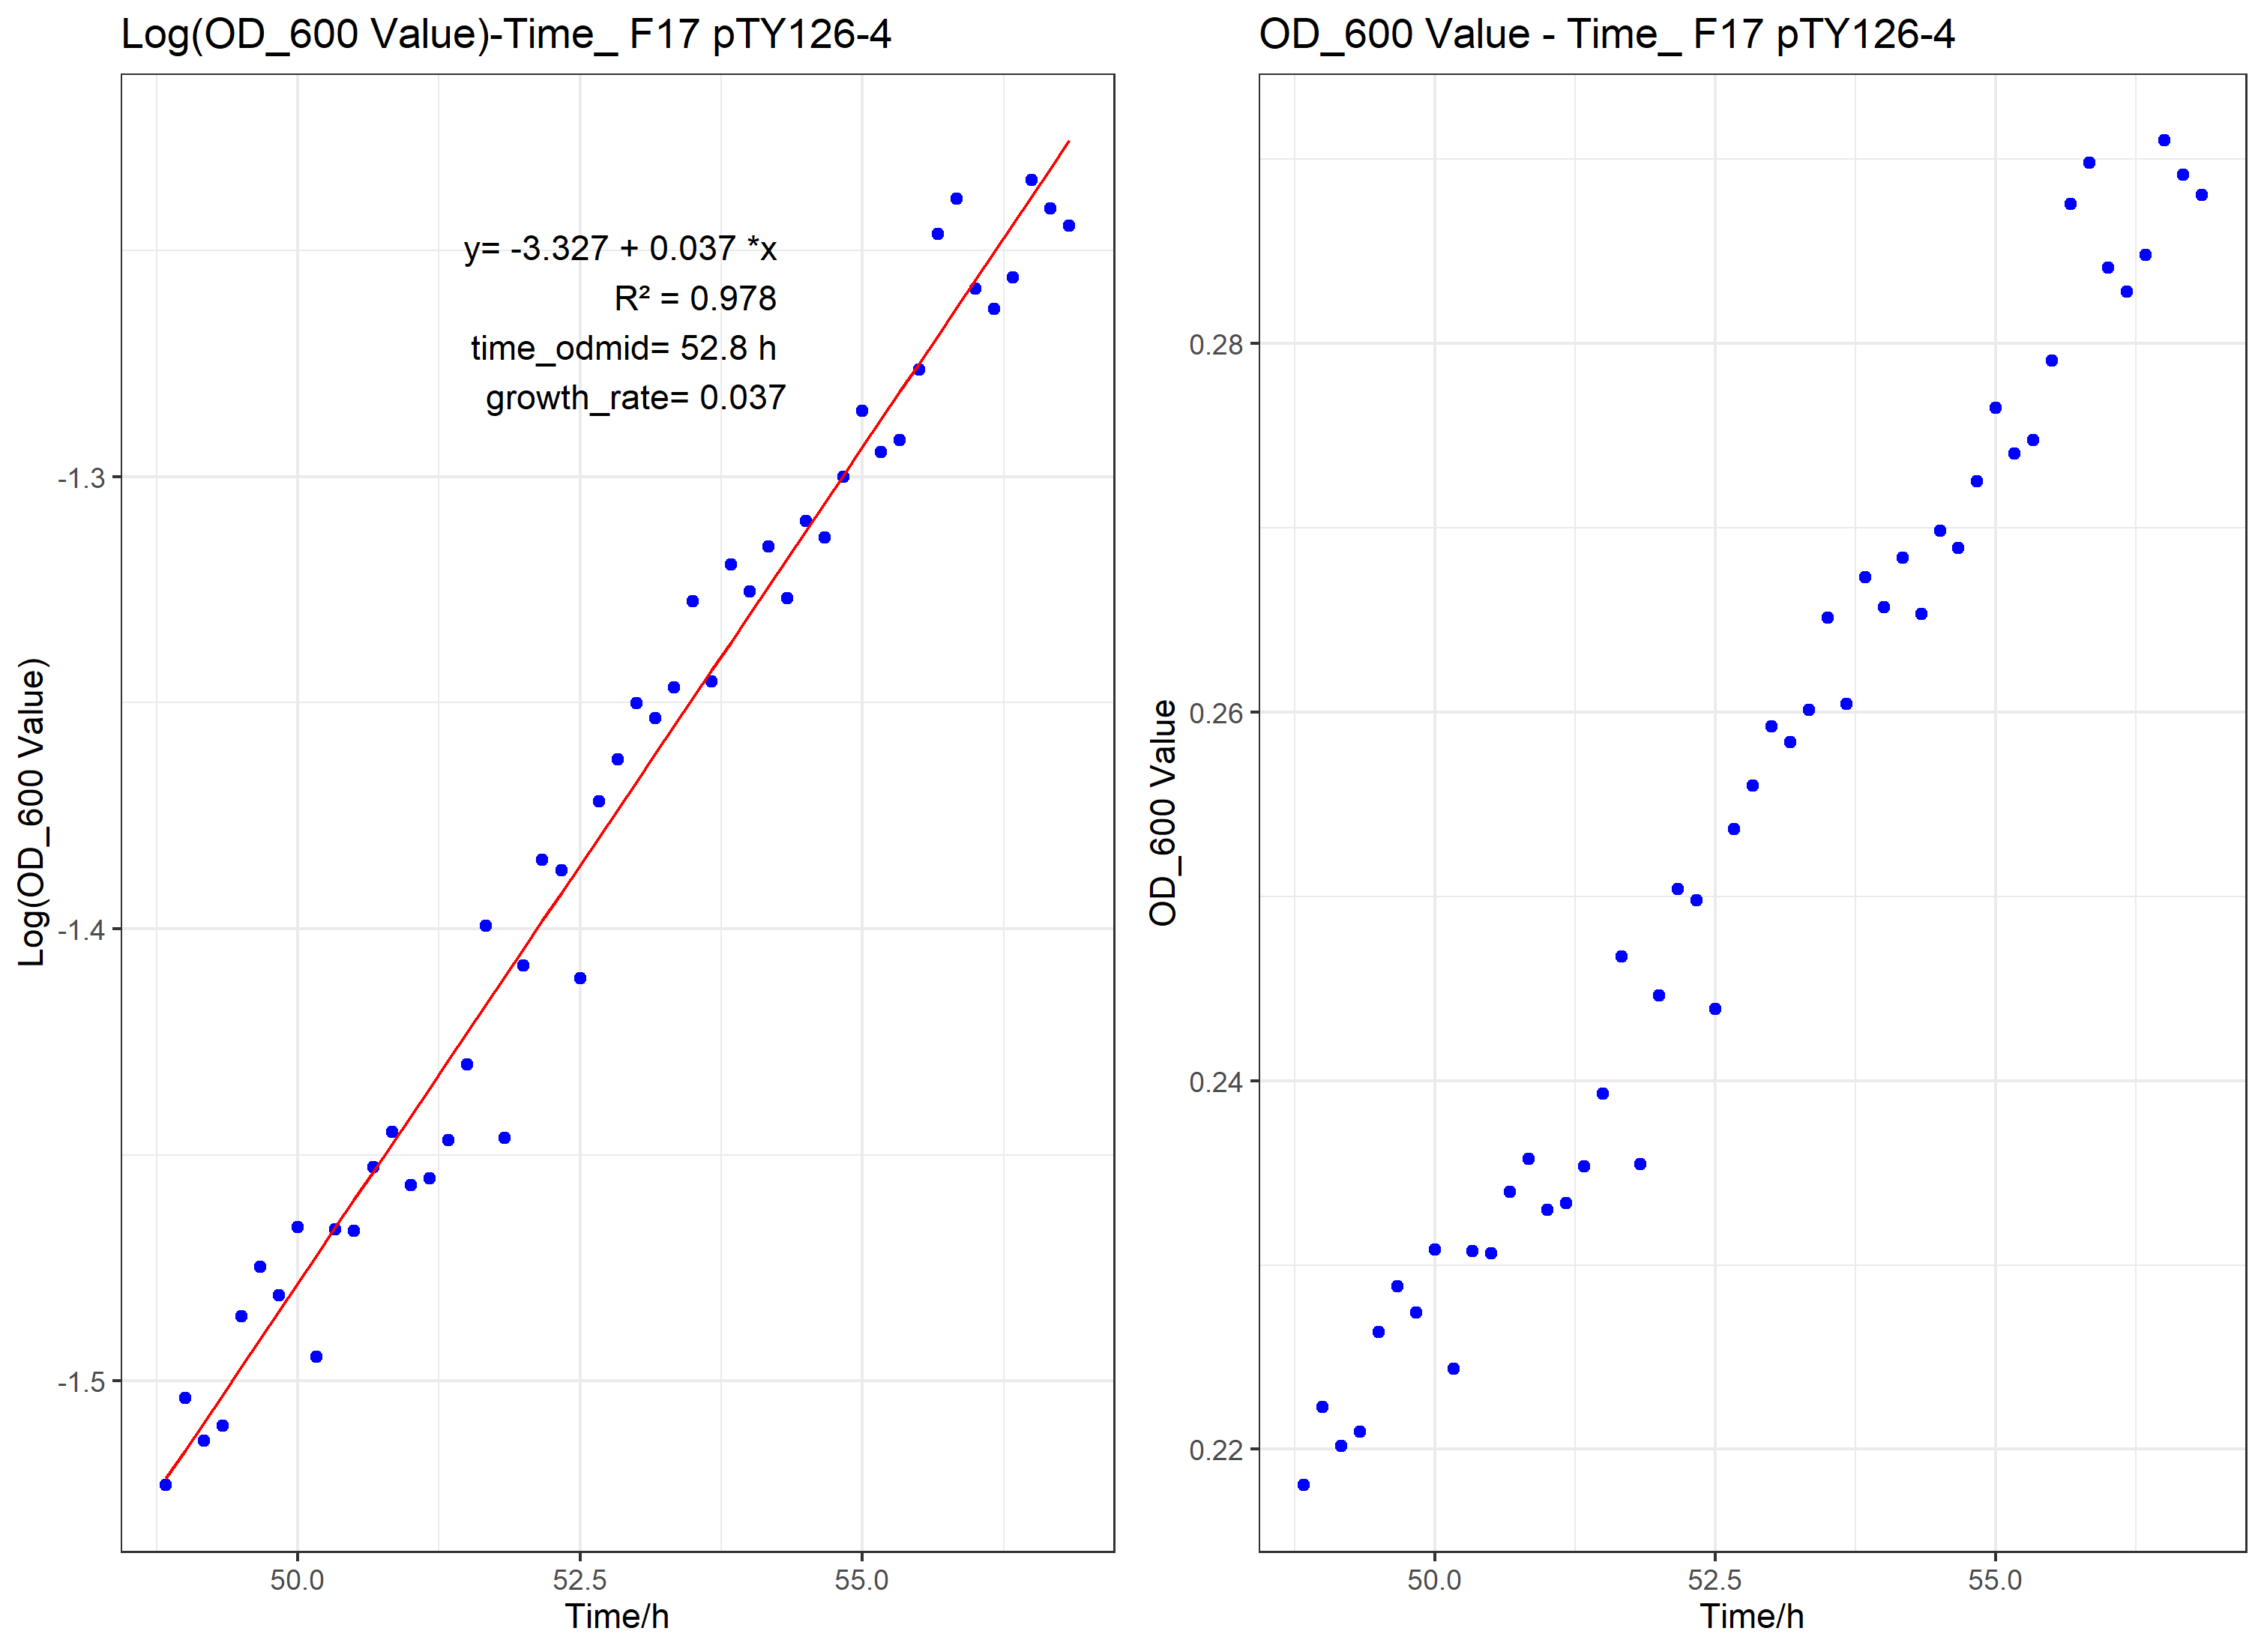 Log(OD_600 Value)-Time_ F17 pTY126-4
y= -3.327 + 0.037 *x
R² = 0.978
time_odmid= 52.8 h
growth_rate= 0.037
-1.3
-1.4
-1.5
Log(OD_600 Value)
50.0
52.5
55.0
Time/h
OD_600 Value - Time_ F17 pTY126-4
0.28
0.26
0.24
0.22
OD_600 Value
50.0
52.5
55.0
Time/h